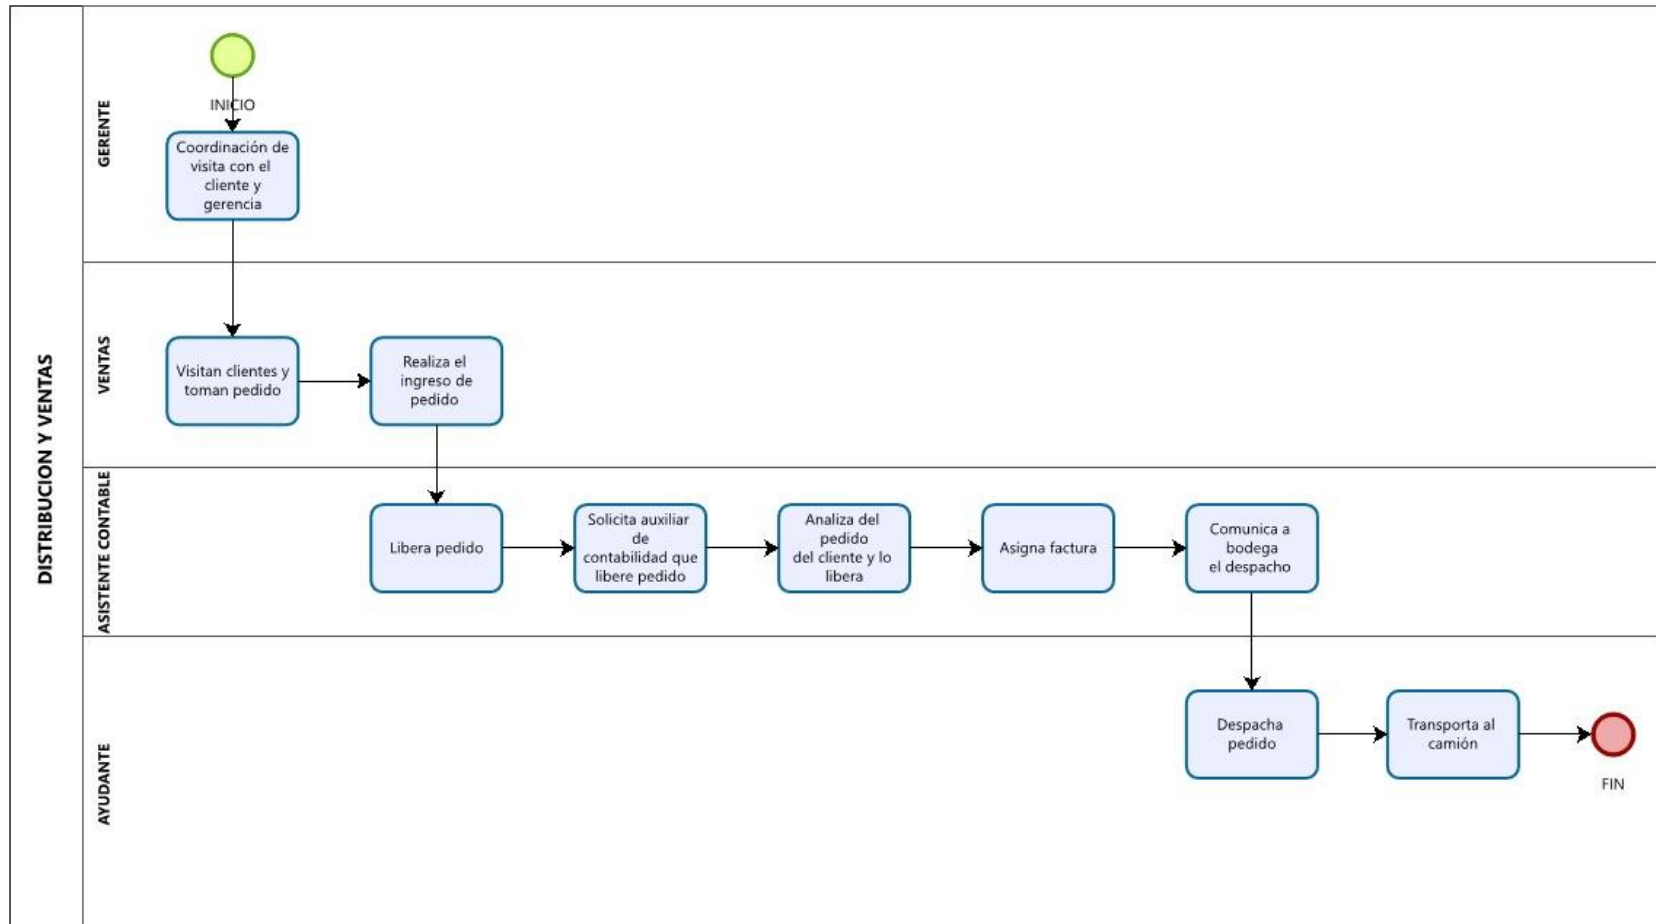 DISTRIBUCION Y VENTAS
GERENTE
INICIO
Coordinación de
visita con el
cliente y
gerencia
VENTAS
Visitan clientes y
toman pedido
Realiza el
ingreso de
pedido
ASISTENTE CONTABLE
Libera pedido
Solicita auxiliar
de
contabilidad que
libere pedido
Analiza del
pedido
del cliente y lo
libera
Asigna factura
Comunica a
bodega
el despacho
AYUDANTE
Despacha
pedido
Transporta al
camión
FIN